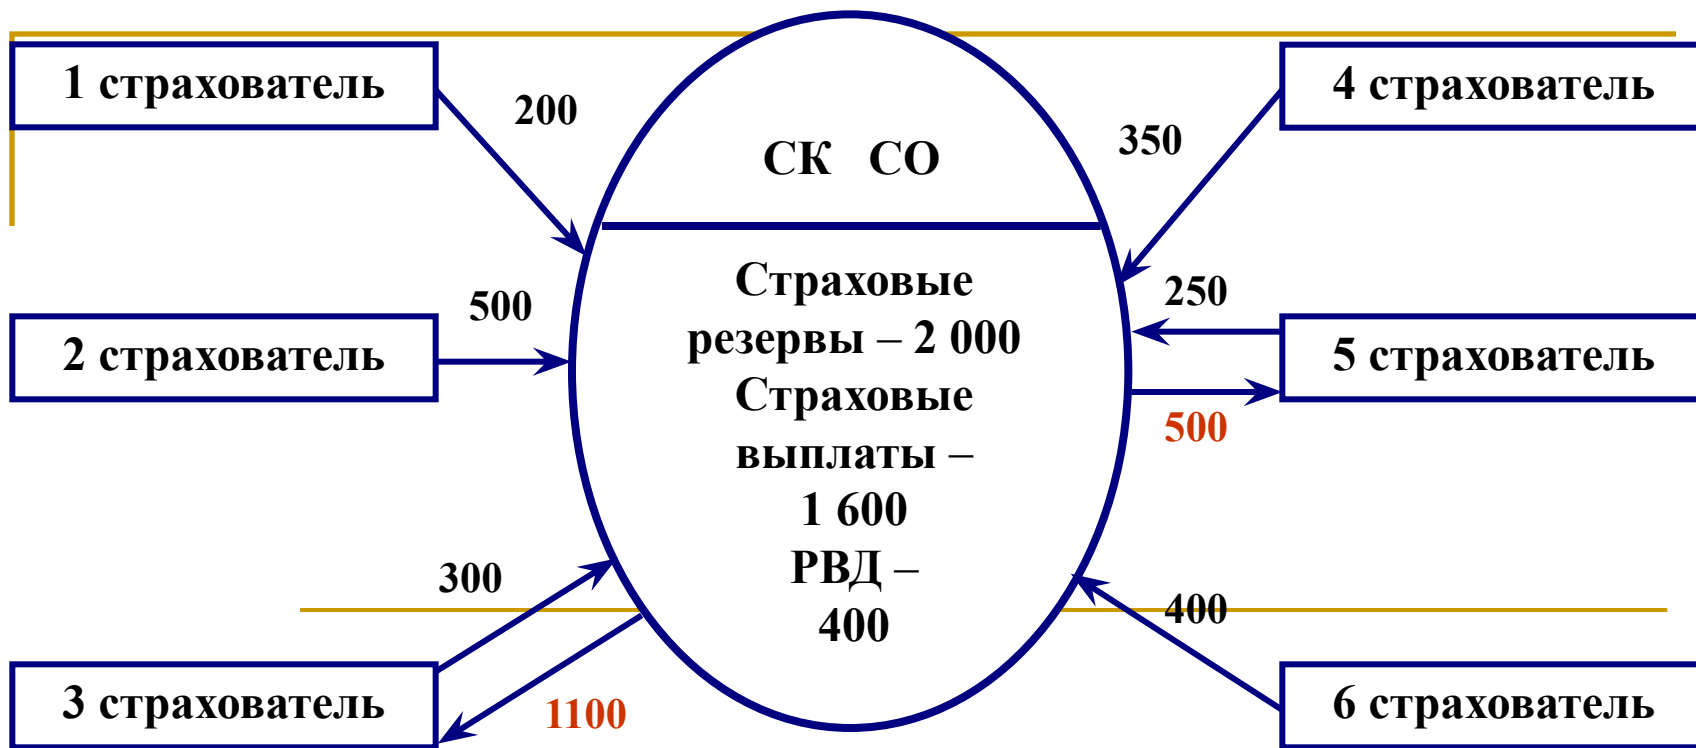 1 страхователь
200
СК СО
350
4 страхователь
2 страхователь
500
Страховые
резервы – 2 000
Страховые
выплаты –
1 600
РВД –
400
250
5 страхователь
500
3 страхователь
300
1100
400
6 страхователь